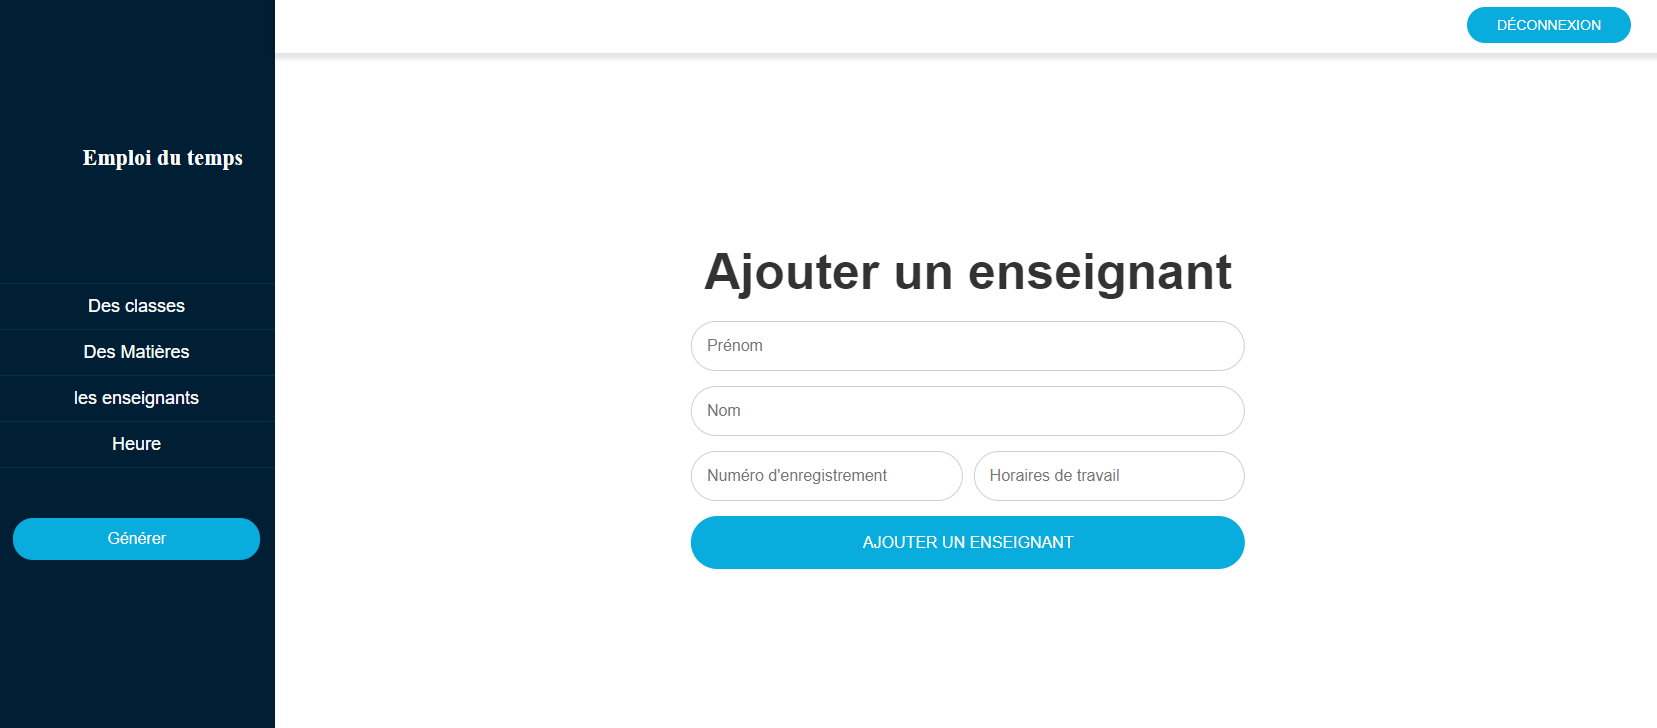 DÉCONNEXION
Emploi du temps
Des classes
Des Matières
les enseignants
Heure
Générer
Ajouter un enseignant
Prénom
Nom
Numéro d'enregistrement
Horaires de travail
AJOUTER UN ENSEIGNANT